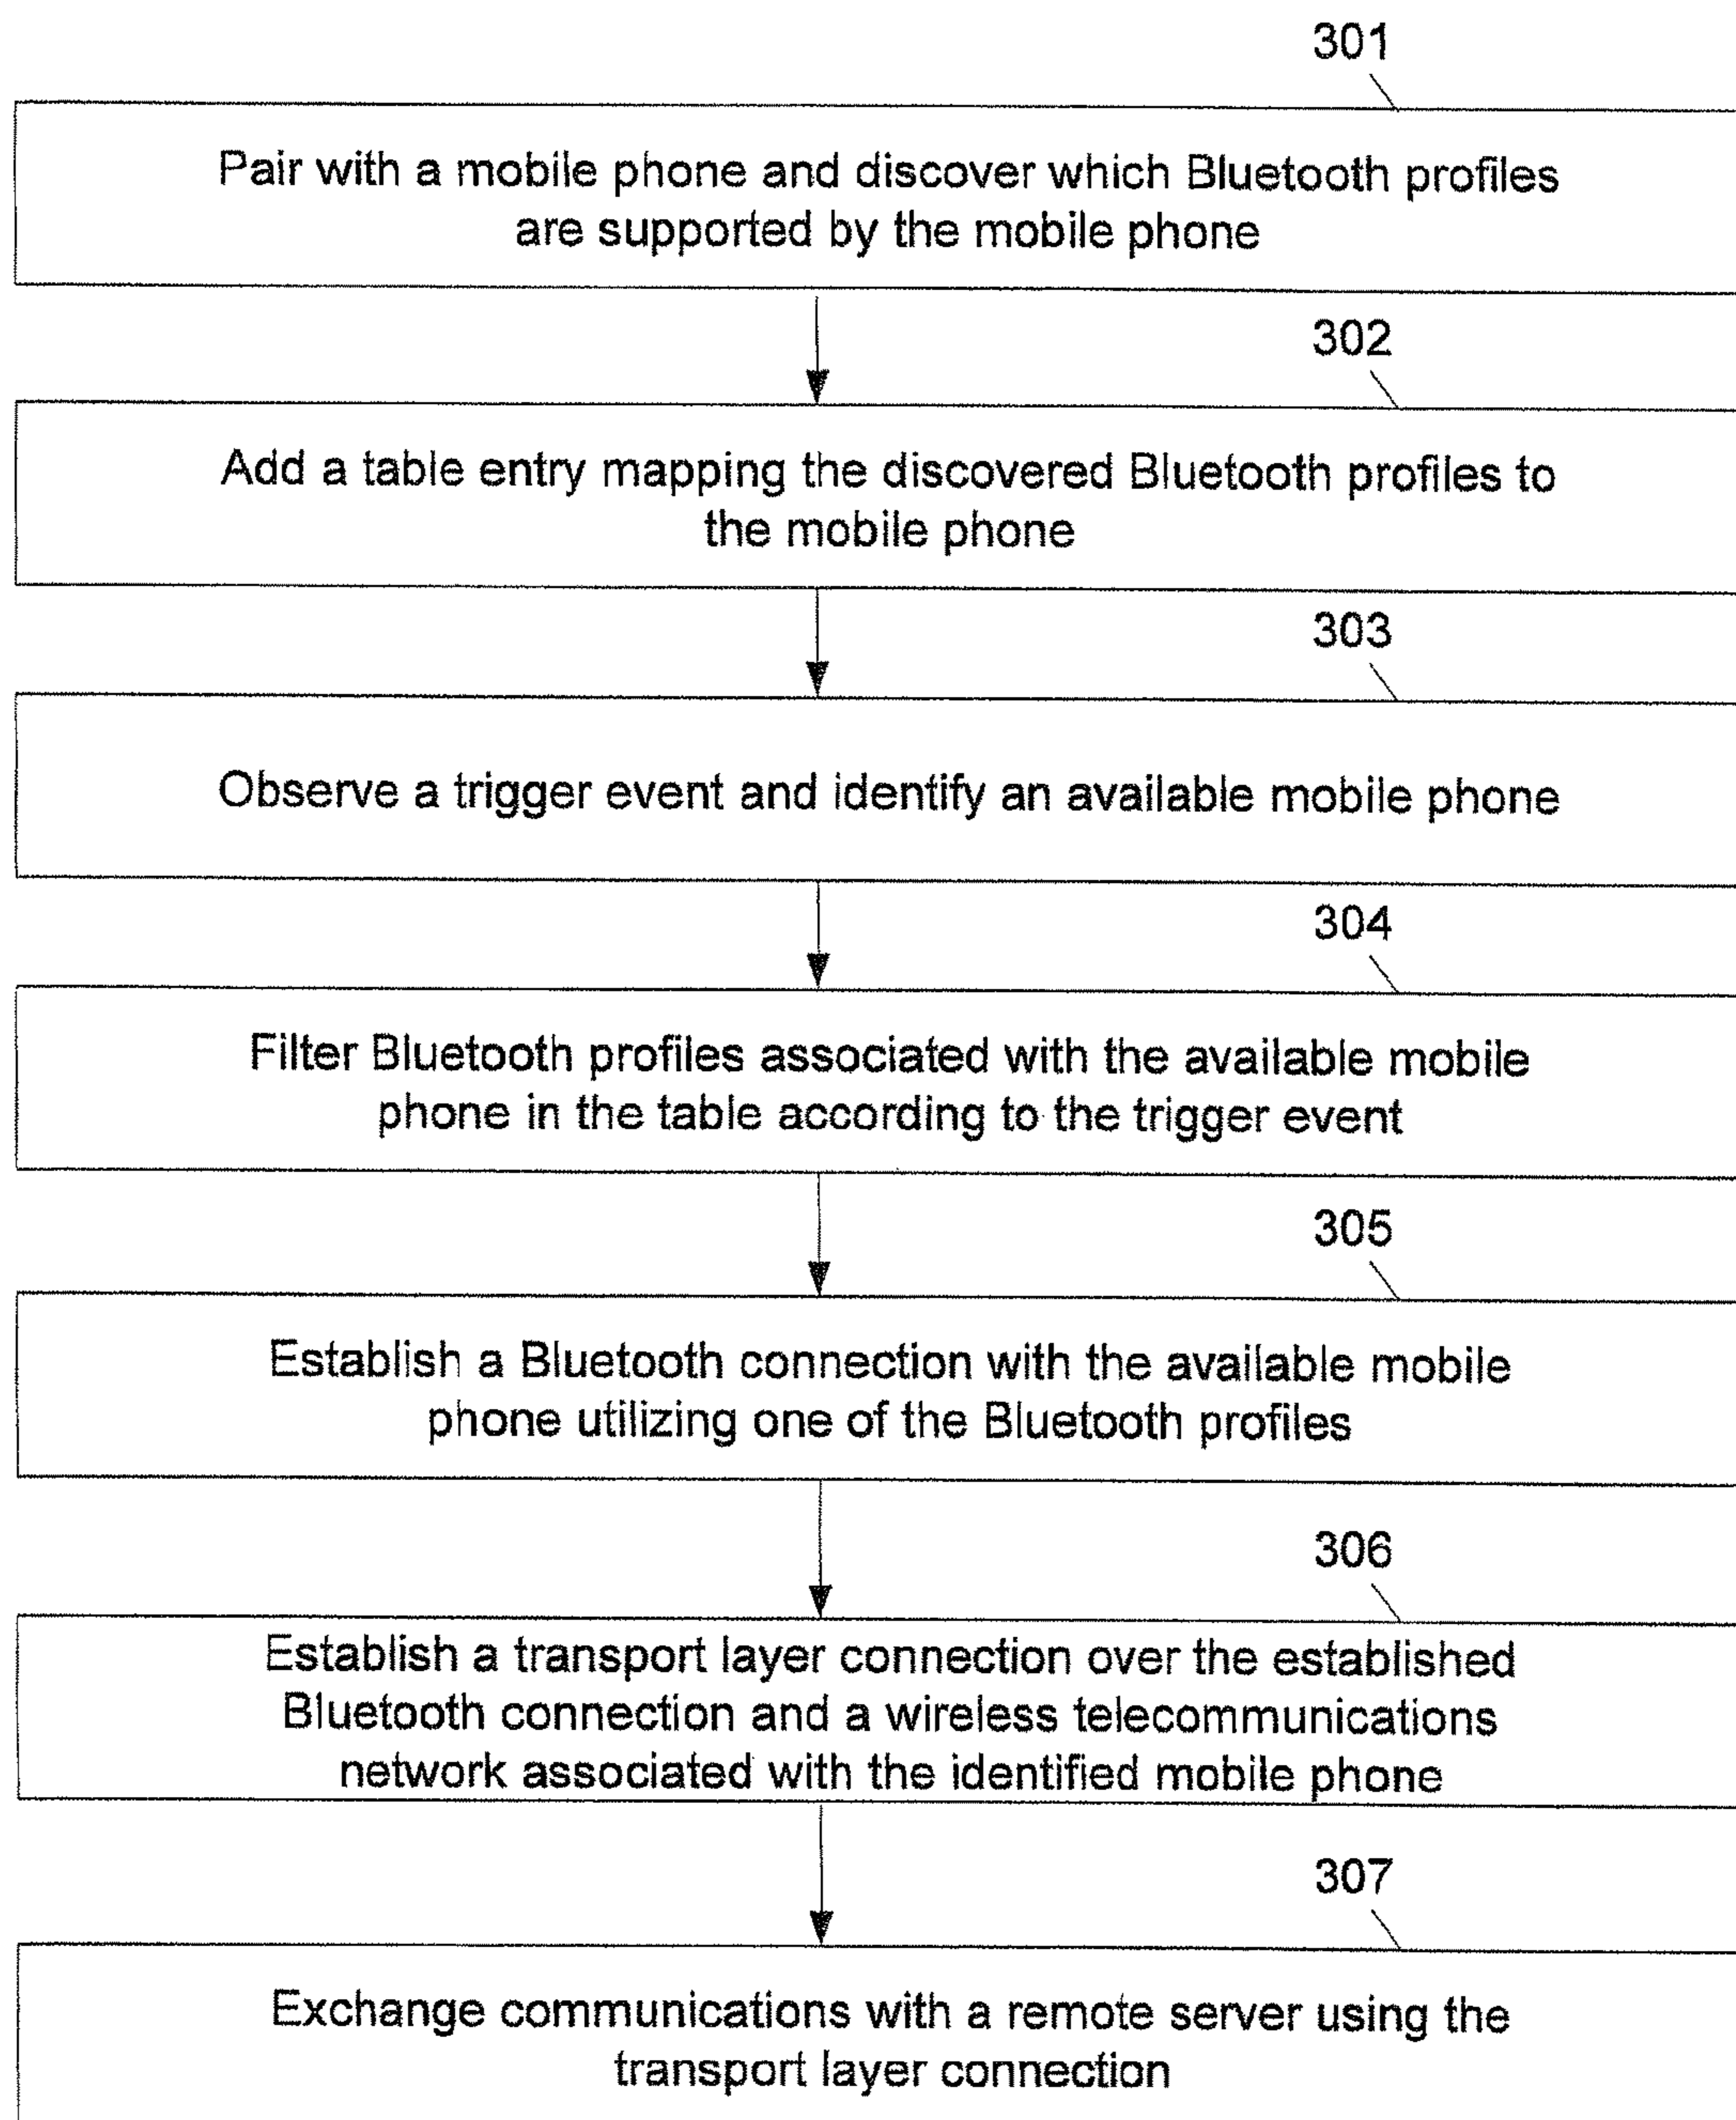 301
Pair with a mobile phone and discover which Bluetooth profiles
are supported by the mobile phone
302
Add a table entry mapping the discovered Bluetooth profiles to
the mobile phone
303
Observe a trigger event and identify an available mobile phone
304
Filter Bluetooth profiles associated with the available mobile
phone in the table according to the trigger event
305
Establish a Bluetooth connection with the available mobile
phone utilizing one of the Bluetooth profiles
306
Establish a transport layer connection over the established
Bluetooth connection and a wireless telecommunications
network associated with the identified mobile phone
307
Exchange communications with a remote server using the
transport layer connection